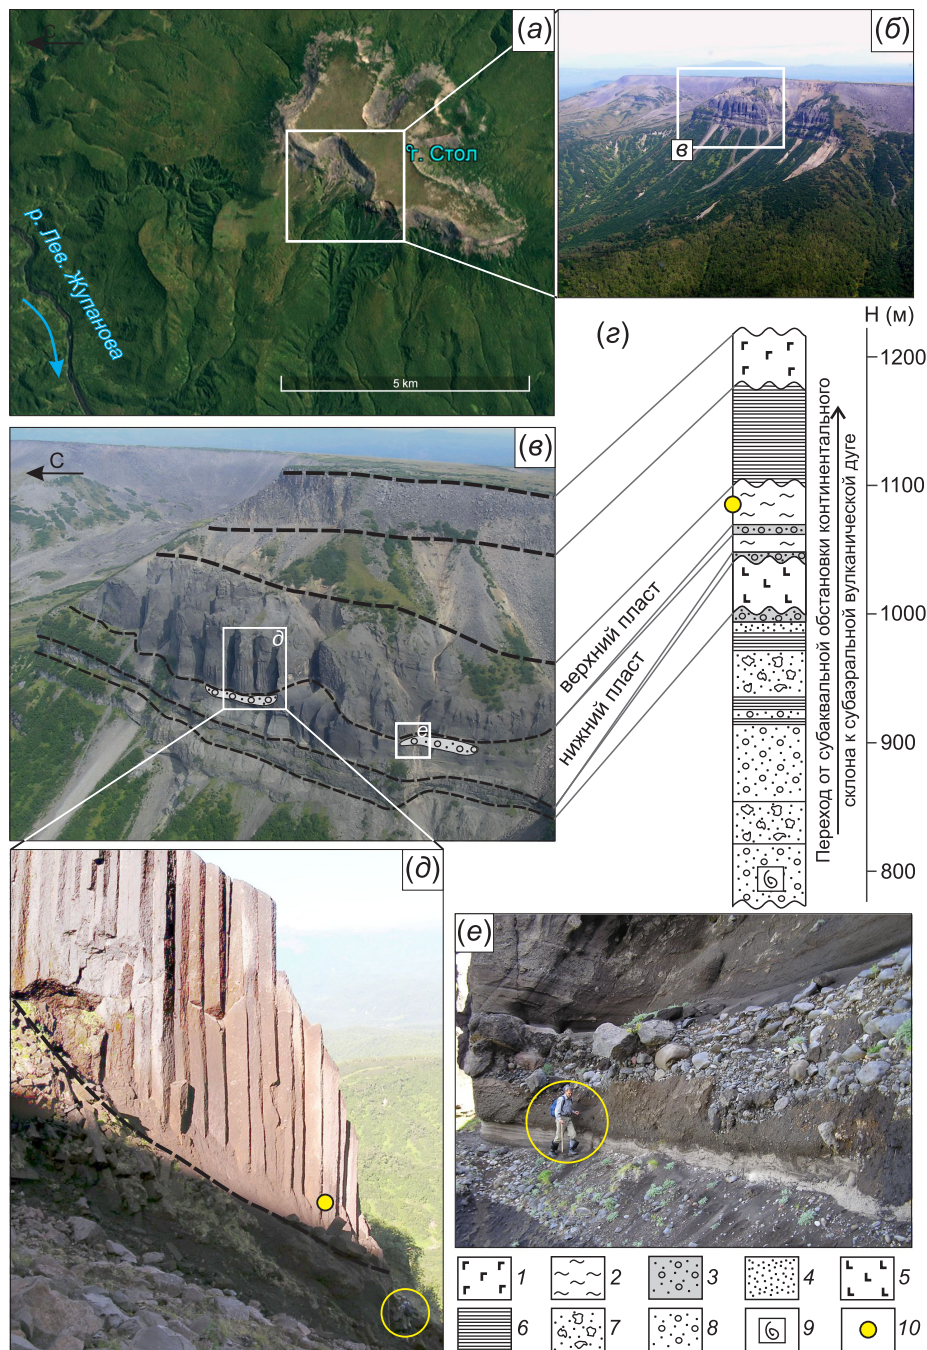 (а)
С
г. Стол
р. Лев. Жупанова
5 km
(б)
в
(в)
С
д
е
(г)
H (м)
1200
1100
1000
900
800
верхний пласт
нижний пласт
Переход от субаквальной обстановки континентального
склона к субаэральной вулканической дуге
(д)
(е)
1
2
3
4
5
6
7
8
9
10